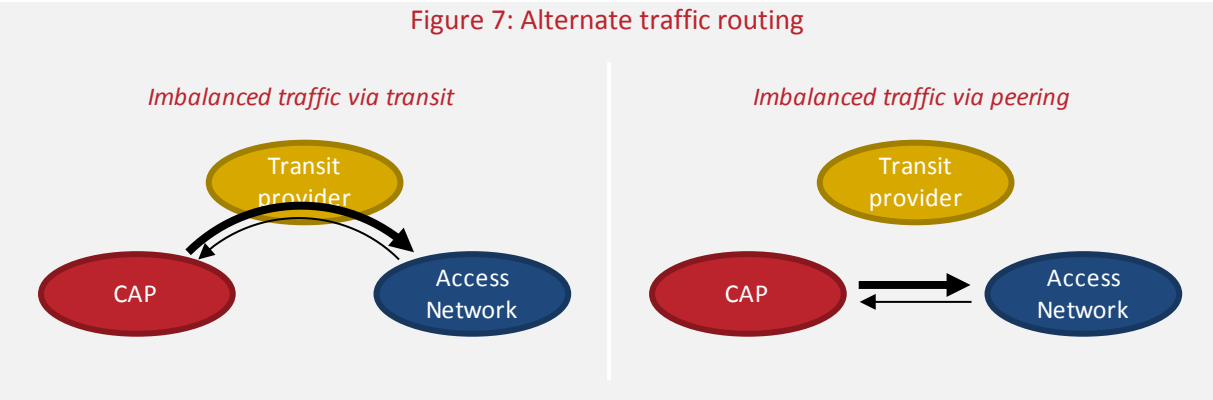 Figure 7: Alternate traffic routing
Imbalanced traffic via transit
Transit
provider
CAP
Access
Network
Imbalanced traffic via peering
Transit
provider
CAP
Access
Network